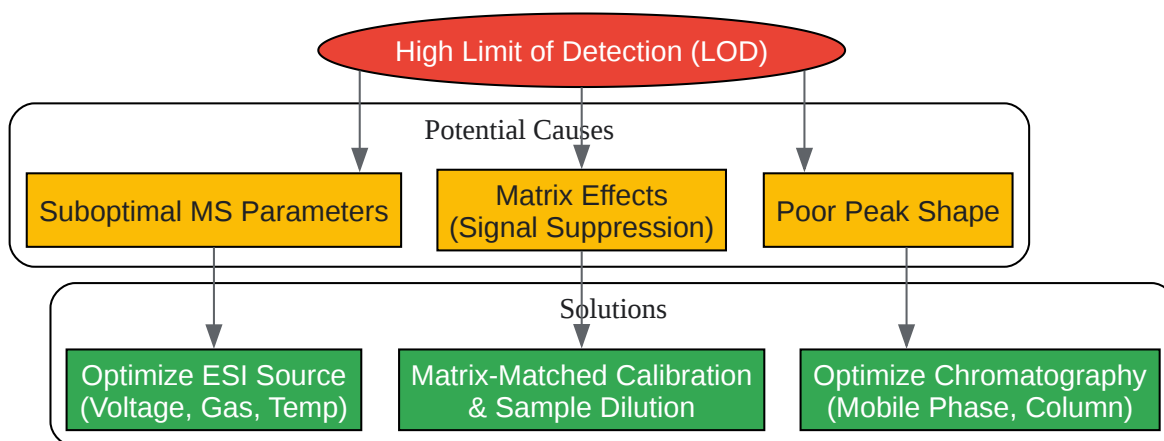 High Limit of Detection (LOD)
Potential Causes
Suboptimal MS Parameters
Matrix Effects
(Signal Suppression)
Poor Peak Shape
Solutions
Optimize ESI Source
(Voltage, Gas, Temp)
Matrix-Matched Calibration
& Sample Dilution
Optimize Chromatography
(Mobile Phase, Column)